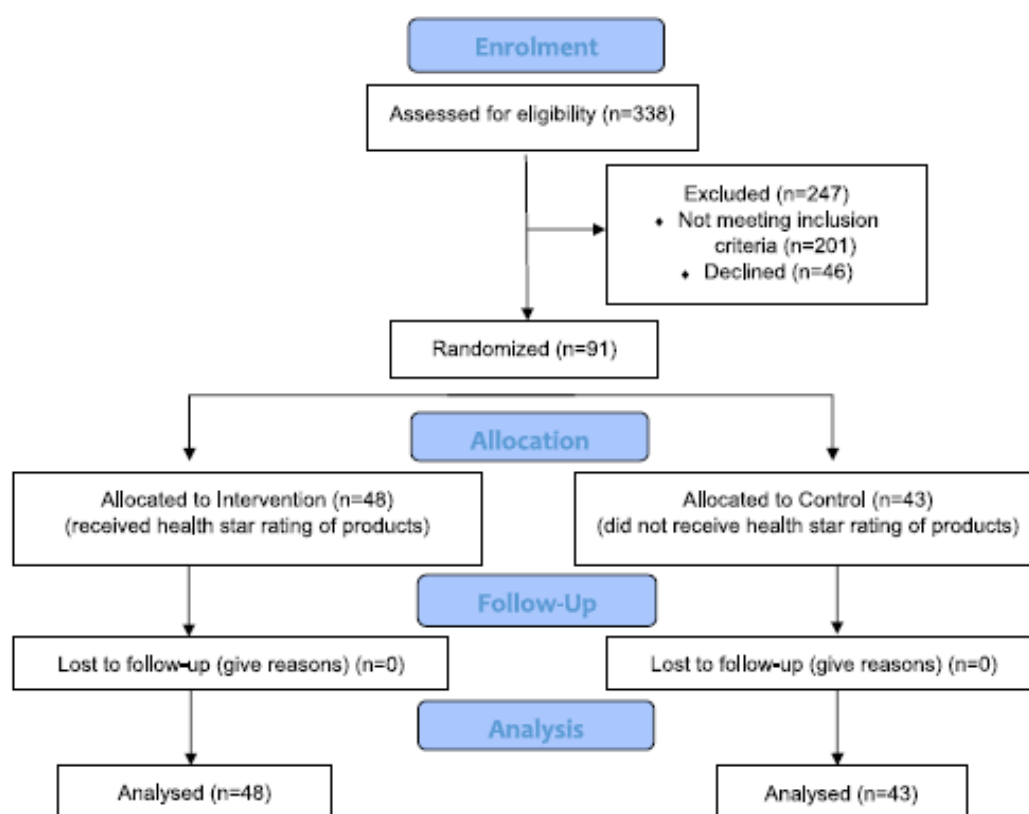 Enrolment
Assessed for eligibility (n=338)
Excluded (n=247)
♦ Not meeting inclusion
criteria (n=201)
♦ Declined (n=46)
Randomized (n=91)
Allocation
Allocated to Intervention (n=48)
(received health star rating of products)
Allocated to Control (n=43)
(did not receive health star rating of products)
Follow-Up
Lost to follow-up (give reasons) (n=0)
Lost to follow-up (give reasons) (n=0)
Analysis
Analysed (n=48)
Analysed (n=43)